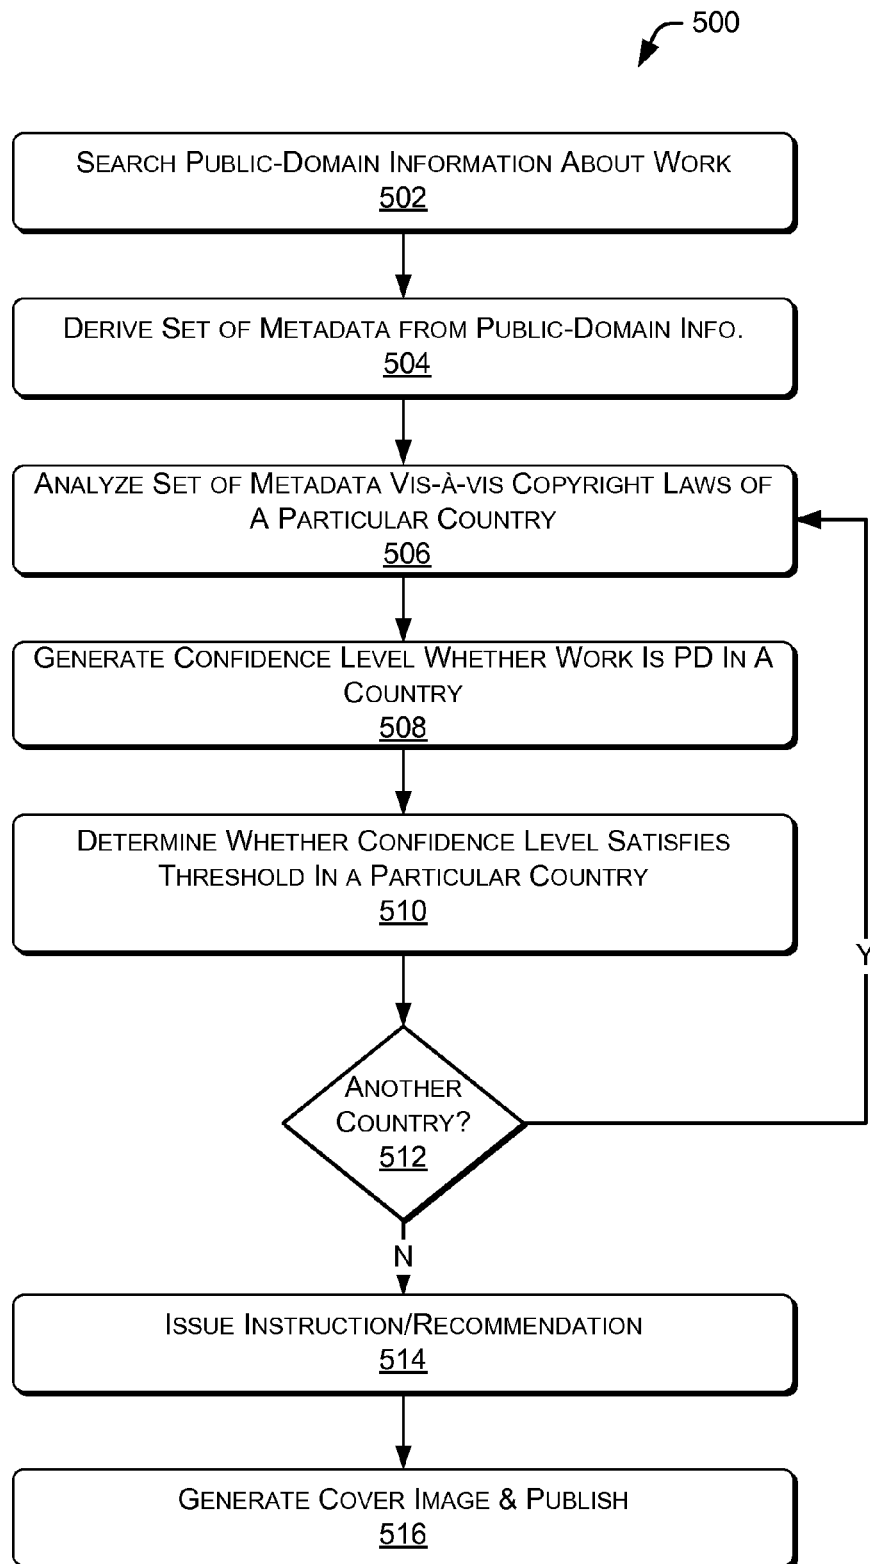 500
SEARCH PUBLIC-DOMAIN INFORMATION ABOUT WORK
502
DERIVE SET OF METADATA FROM PUBLIC-DOMAIN INFO.
504
ANALYZE SET OF METADATA VIS-À-VIS COPYRIGHT LAWS OF
A PARTICULAR COUNTRY
506
GENERATE CONFIDENCE LEVEL WHETHER WORK IS PD IN A
COUNTRY
508
DETERMINE WHETHER CONFIDENCE LEVEL SATISFIES
THRESHOLD IN A PARTICULAR COUNTRY
510
Y
ANOTHER
COUNTRY?
512
N
ISSUE INSTRUCTION/RECOMMENDATION
514
GENERATE COVER IMAGE & PUBLISH
516